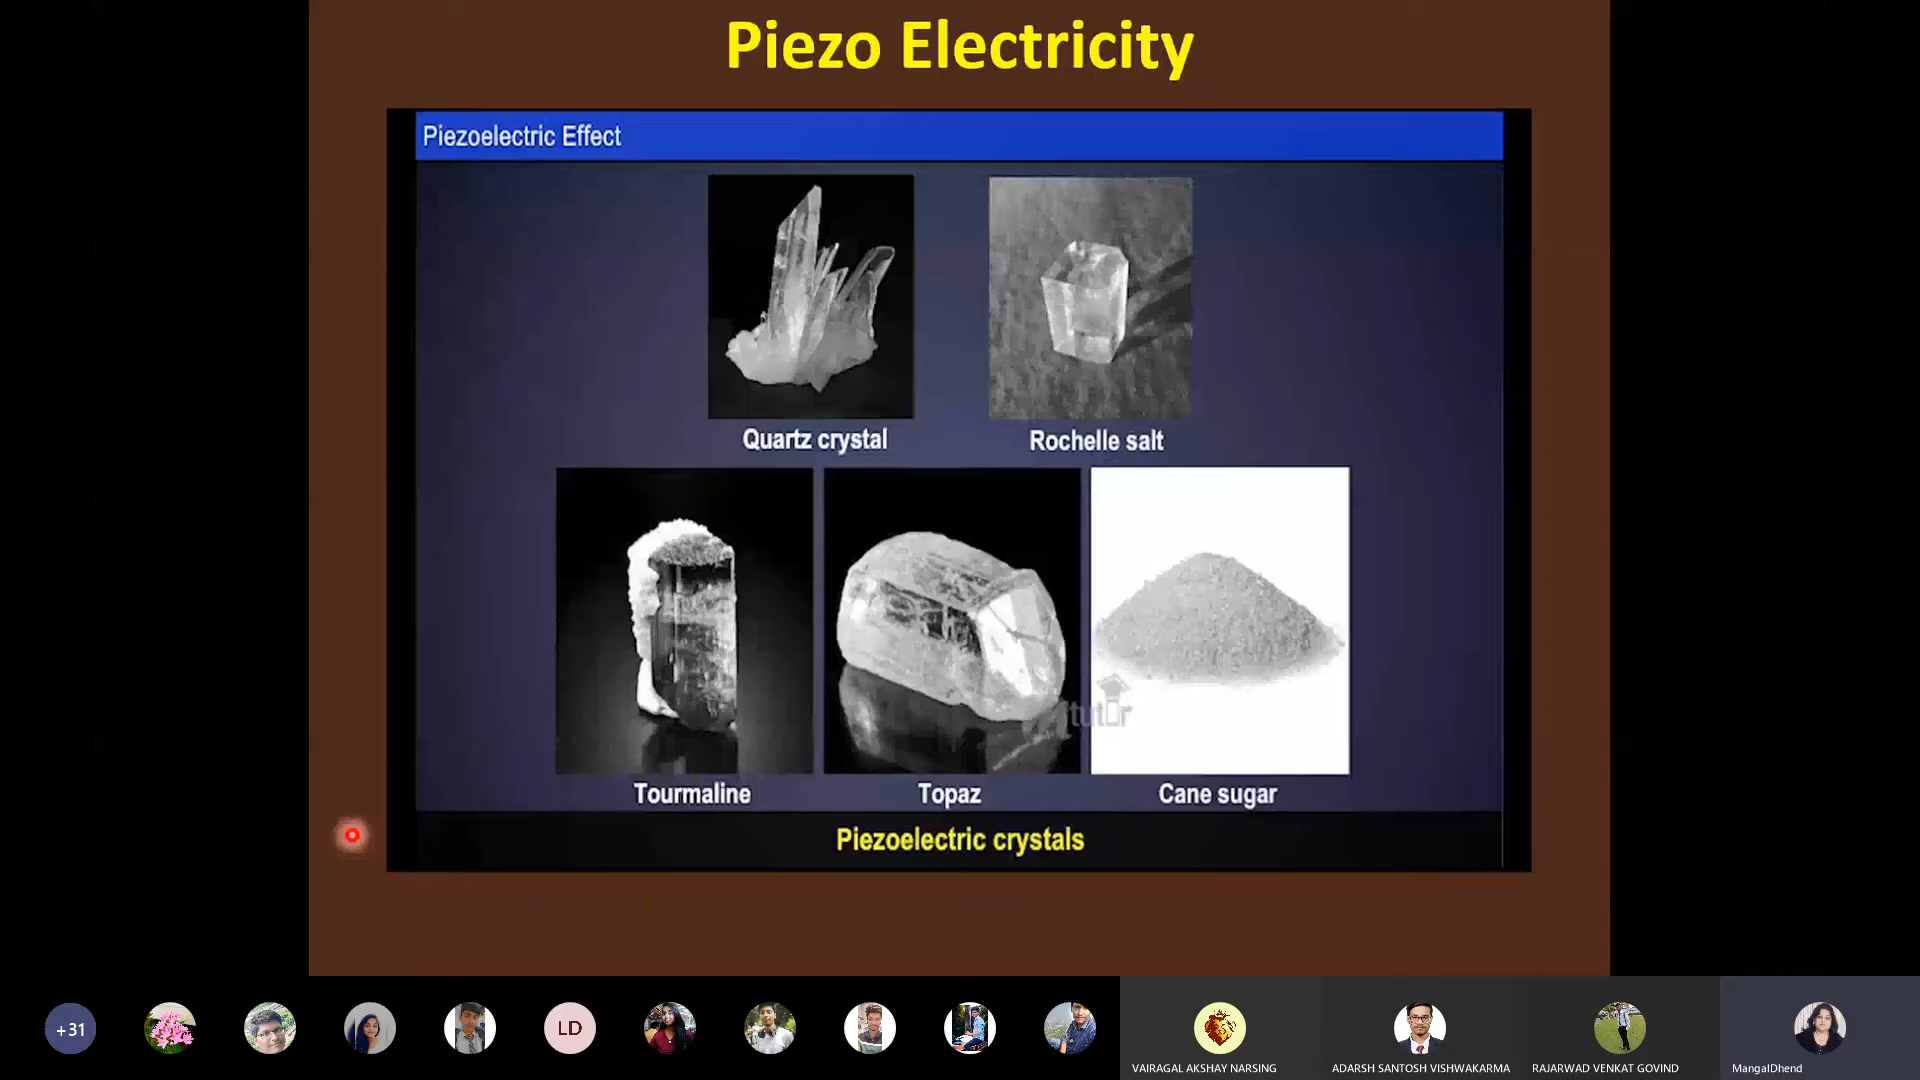 Piezo Electricity
Piezoelectric Effect
Quartz crystal
Rochelle salt
Tourmaline
Topaz
Cane sugar
Piezoelectric crystals
+31
LD
VAIRAGAL AKSHAY NARSING
ADARSH SANTOSH VISHWAKARMA
RAJARWAD VENKAT GOVIND
MangalDhend